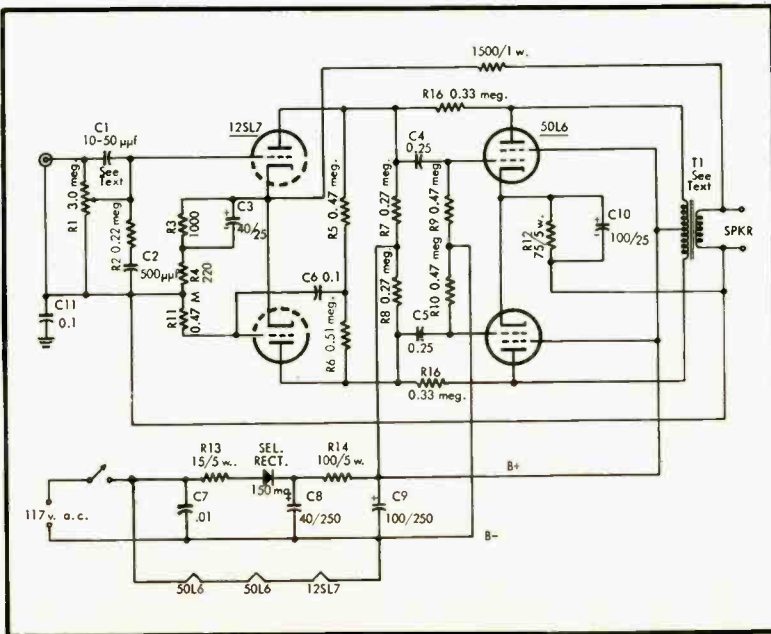 1500/1 w.
R16 0.33 meg.
C1
10-50 µµf
See
Text
12SL7
50L6
C4
0.25
T1
See
Text
R1 3.0 meg.
R2 0.22 meg.
C2
500µµf
R3
1000
C3
40/25
R4
220
R5 0.47 meg.
R7 0.27 meg.
R9 0.47 meg.
R12
75/5 w.
C10
100/25
SPKR
C11
0.1
R11
0.47 M
C6 0.1
R6 0.51 meg.
R8 0.27 meg.
R10 0.47 meg
C5
0.25
R16
0.33 meg.
R13
15/5 w..
SEL.
RECT.
150 mg
R14
100/5 w.
B+
117 v. a.c.
C7
.01
C8
40/250
C9
100/250
B-
50L6
50L6
12SL7